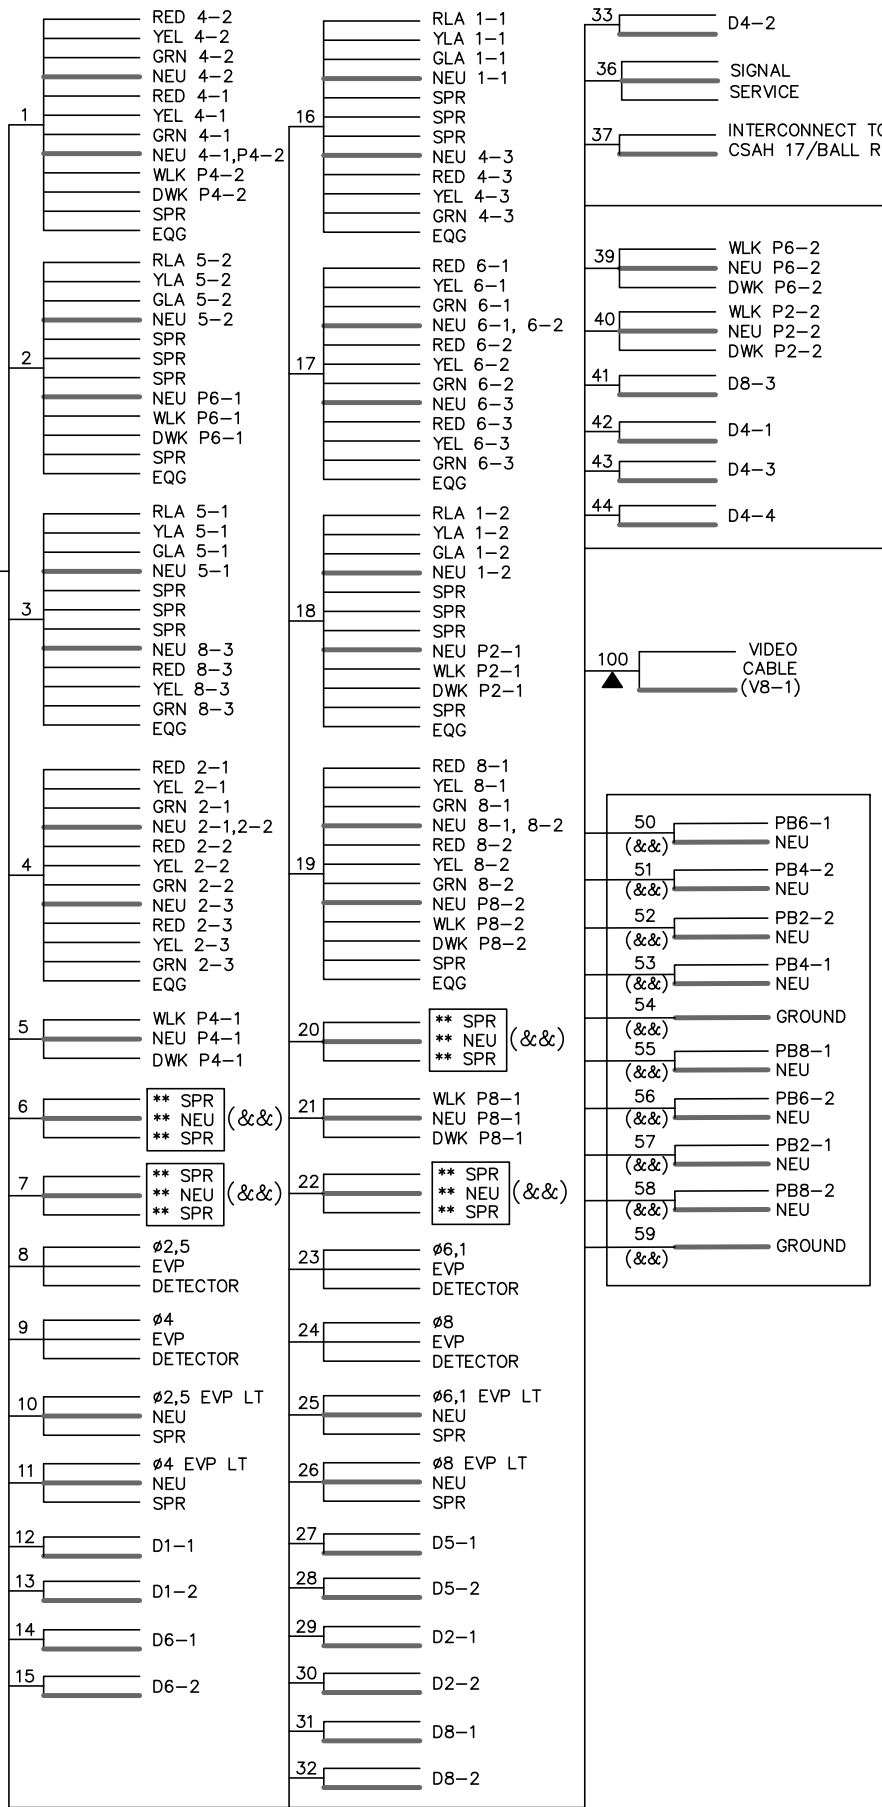 1
RED 4-2
YEL 4-2
GRN 4-2
NEU 4-2
RED 4-1
YEL 4-1
GRN 4-1
NEU 4-1,P4-2
WLK P4-2
DWK P4-2
SPR
EQG
2
RLA 5-2
YLA 5-2
GLA 5-2
NEU 5-2
SPR
SPR
SPR
NEU P6-1
WLK P6-1
DWK P6-1
SPR
EQG
3
RLA 5-1
YLA 5-1
GLA 5-1
NEU 5-1
SPR
SPR
SPR
NEU 8-3
RED 8-3
YEL 8-3
GRN 8-3
EQG
4
RED 2-1
YEL 2-1
GRN 2-1
NEU 2-1,2-2
RED 2-2
YEL 2-2
GRN 2-2
NEU 2-3
RED 2-3
YEL 2-3
GRN 2-3
EQG
5
WLK P4-1
NEU P4-1
DWK P4-1
6
** SPR
** NEU (&&)
** SPR
7
** SPR
** NEU (&&)
** SPR
8
ø2,5
EVP
DETECTOR
9
ø4
EVP
DETECTOR
10
ø2,5 EVP LT
NEU
SPR
11
ø4 EVP LT
NEU
SPR
12 D1-1
13 D1-2
14 D6-1
15 D6-2
16
RLA 1-1
YLA 1-1
GLA 1-1
NEU 1-1
SPR
SPR
SPR
NEU 4-3
RED 4-3
YEL 4-3
GRN 4-3
EQG
17
RED 6-1
YEL 6-1
GRN 6-1
NEU 6-1, 6-2
RED 6-2
YEL 6-2
GRN 6-2
NEU 6-3
RED 6-3
YEL 6-3
GRN 6-3
EQG
18
RLA 1-2
YLA 1-2
GLA 1-2
NEU 1-2
SPR
SPR
SPR
NEU P2-1
WLK P2-1
DWK P2-1
SPR
EQG
19
RED 8-1
YEL 8-1
GRN 8-1
NEU 8-1, 8-2
RED 8-2
YEL 8-2
GRN 8-2
NEU P8-2
WLK P8-2
DWK P8-2
SPR
EQG
20
** SPR
** NEU (&&)
** SPR
21
WLK P8-1
NEU P8-1
DWK P8-1
22
** SPR
** NEU (&&)
** SPR
23
ø6,1
EVP
DETECTOR
24
ø8
EVP
DETECTOR
25
ø6,1 EVP LT
NEU
SPR
26
ø8 EVP LT
NEU
SPR
27 D5-1
28 D5-2
29 D2-1
30 D2-2
31 D8-1
32 D8-2
33 D4-2
36
SIGNAL
SERVICE
37
INTERCONNECT TO
CSAH 17/BALL R
39
WLK P6-2
NEU P6-2
DWK P6-2
40
WLK P2-2
NEU P2-2
DWK P2-2
41 D8-3
42 D4-1
43 D4-3
44 D4-4
100
VIDEO
CABLE
(V8-1)
50 PB6-1
(&&) NEU
51 PB4-2
(&&) NEU
52 PB2-2
(&&) NEU
53 PB4-1
(&&) NEU
54 GROUND
(&&)
55 PB8-1
(&&) NEU
56 PB6-2
(&&) NEU
57 PB2-1
(&&) NEU
58 PB8-2
(&&) NEU
59 GROUND
(&&)